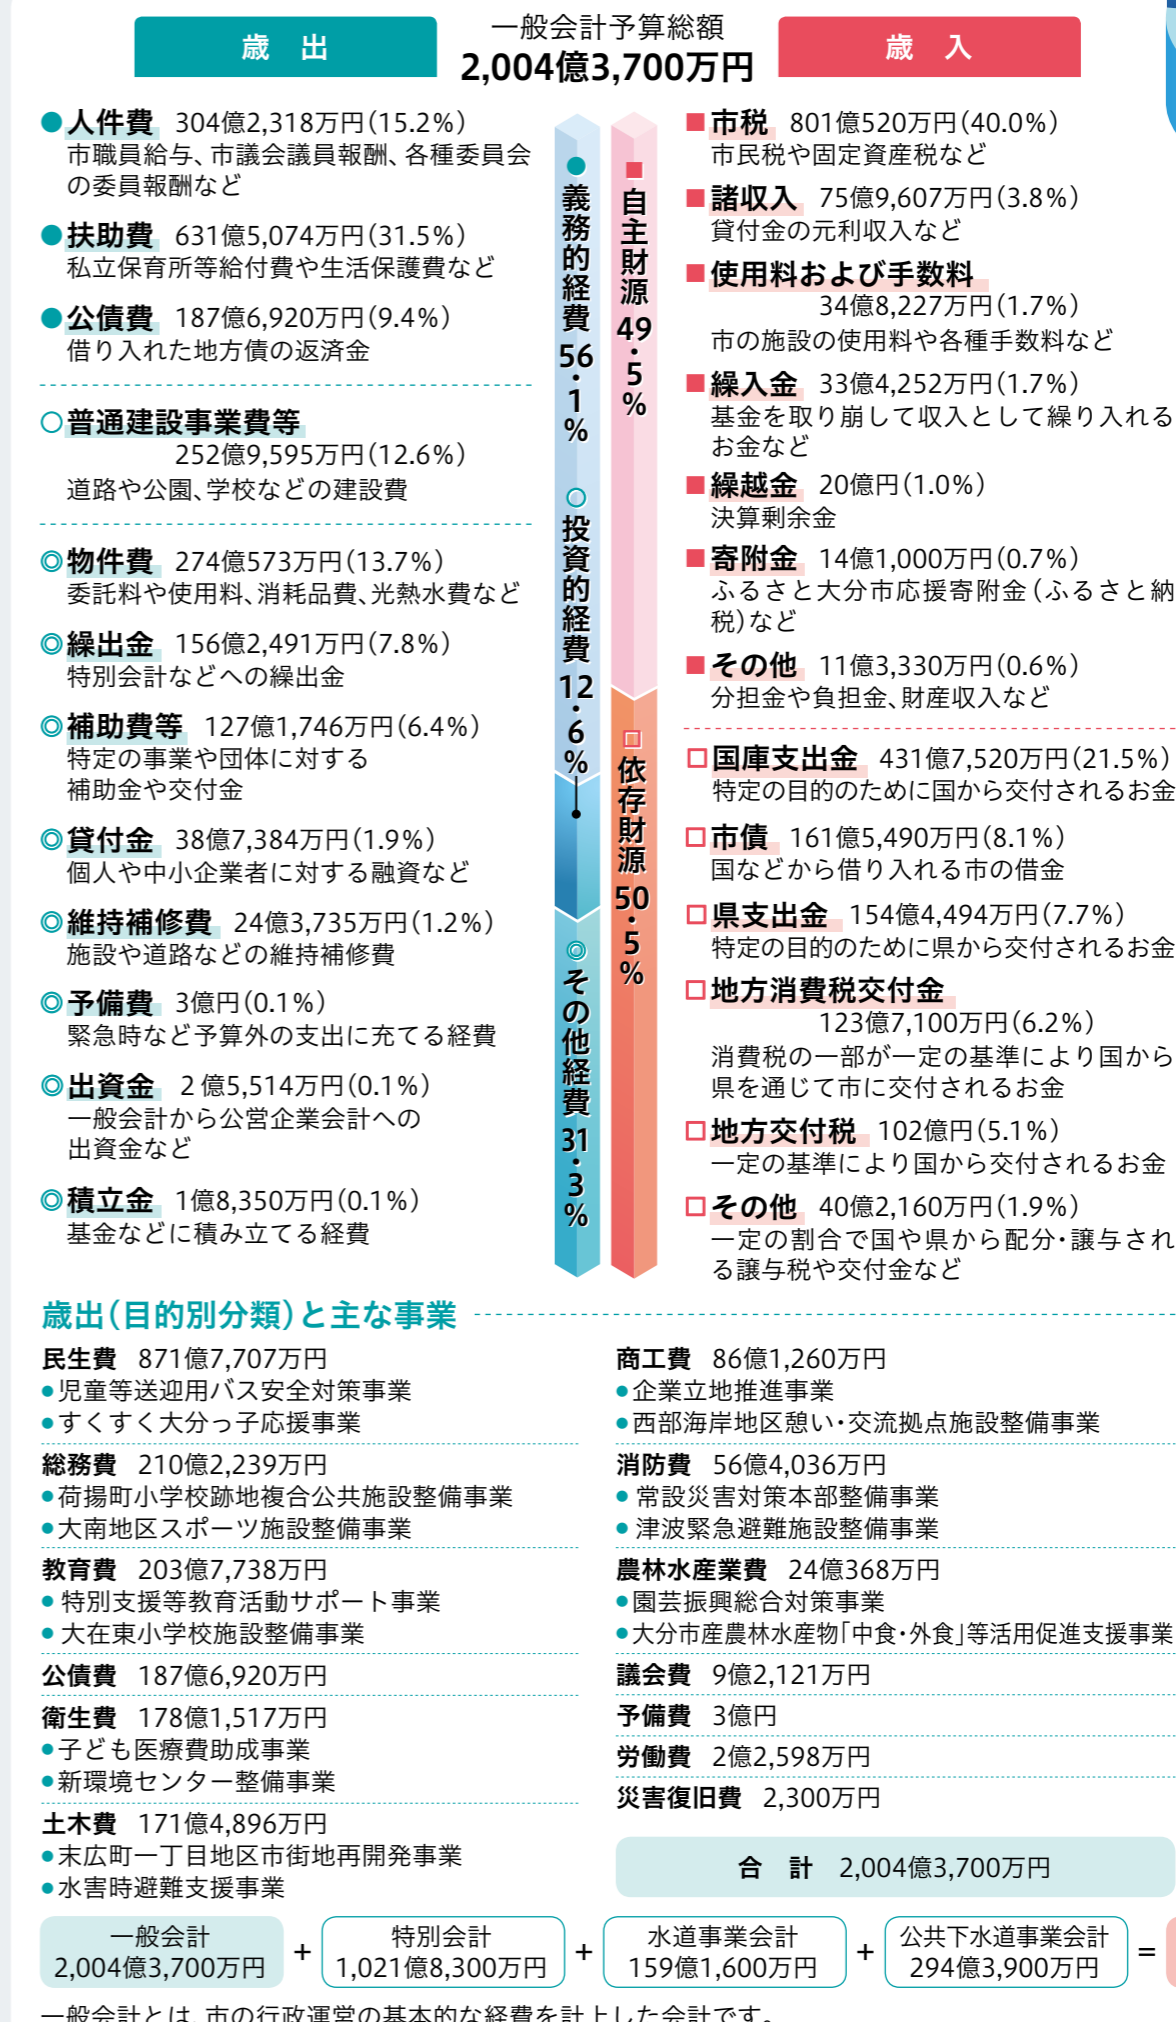 一般会計予算総額
2,004億3,700万円
歳 出
●人件費 304億2,318万円(15.2%)
市職員給与、市議会議員報酬、各種委員会
の委員報酬など
●扶助費 631億5,074万円(31.5%)
私立保育所等給付費や生活保護費など
●公債費 187億6,920万円(9.4%)
借り入れた地方債の返済金
○普通建設事業費等
252億9,595万円(12.6%)
道路や公園、学校などの建設費
◎物件費 274億573万円(13.7%)
委託料や使用料、消耗品費、光熱水費など
◎繰出金 156億2,491万円(7.8%)
特別会計などへの繰出金
◎補助費等 127億1,746万円(6.4%)
特定の事業や団体に対する
補助金や交付金
◎貸付金 38億7,384万円(1.9%)
個人や中小企業者に対する融資など
◎維持補修費 24億3,735万円(1.2%)
施設や道路などの維持補修費
◎予備費 3億円(0.1%)
緊急時など予算外の支出に充てる経費
◎出資金 2億5,514万円(0.1%)
一般会計から公営企業会計への
出資金など
◎積立金 1億8,350万円(0.1%)
基金などに積み立てる経費
●義務的経費 56・1%
○投資的経費 12・6%
◎その他経費 31・3%
■自主財源 49・5%
□依存財源 50・5%
歳 入
■市税 801億520万円(40.0%)
市民税や固定資産税など
■諸収入 75億9,607万円(3.8%)
貸付金の元利収入など
■使用料および手数料
34億8,227万円(1.7%)
市の施設の使用料や各種手数料など
■繰入金 33億4,252万円(1.7%)
基金を取り崩して収入として繰り入れる
お金など
■繰越金 20億円(1.0%)
決算剰余金
■寄附金 14億1,000万円(0.7%)
ふるさと大分市応援寄附金(ふるさと納
税)など
■その他 11億3,330万円(0.6%)
分担金や負担金、財産収入など
□国庫支出金 431億7,520万円(21.5%)
特定の目的のために国から交付されるお金
□市債 161億5,490万円(8.1%)
国などから借り入れる市の借金
□県支出金 154億4,494万円(7.7%)
特定の目的のために県から交付されるお金
□地方消費税交付金
123億7,100万円(6.2%)
消費税の一部が一定の基準により国から
県を通じて市に交付されるお金
□地方交付税 102億円(5.1%)
一定の基準により国から交付されるお金
□その他 40億2,160万円(1.9%)
一定の割合で国や県から配分・譲与され
る譲与税や交付金など
歳出(目的別分類)と主な事業
民生費 871億7,707万円
●児童等送迎用バス安全対策事業
●すくすく大分っ子応援事業
総務費 210億2,239万円
●荷揚町小学校跡地複合公共施設整備事業
●大南地区スポーツ施設整備事業
教育費 203億7,738万円
●特別支援等教育活動サポート事業
●大在東小学校施設整備事業
公債費 187億6,920万円
衛生費 178億1,517万円
●子ども医療費助成事業
●新環境センター整備事業
土木費 171億4,896万円
●末広町一丁目地区市街地再開発事業
●水害時避難支援事業
商工費 86億1,260万円
●企業立地推進事業
●西部海岸地区憩い・交流拠点施設整備事業
消防費 56億4,036万円
●常設災害対策本部整備事業
●津波緊急避難施設整備事業
農林水産業費 24億368万円
●園芸振興総合対策事業
●大分市産農林水産物「中食・外食」等活用促進支援事業
議会費 9億2,121万円
予備費 3億円
労働費 2億2,598万円
災害復旧費 2,300万円
合 計 2,004億3,700万円
一般会計
2,004億3,700万円
+
特別会計
1,021億8,300万円
+
水道事業会計
159億1,600万円
+
公共下水道事業会計
294億3,900万円
=
一般会計とは、市の行政運営の基本的な経費を計上した会計です。